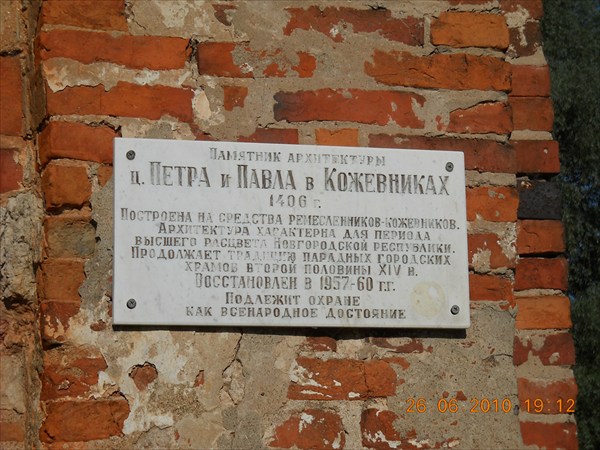 Памятник архитектуры
ц. Петра и Павла в Кожевниках
1406 г.
Построена на средства ремесленников-кожевников.
Архитектура характерна для периода
высшего расцвета Новгородской республики.
Продолжает традиции парадных городских
храмов второй половины XIV в.
Восстановлен в 1957-60 г.г.
Подлежит охране
как всенародное достояние
26.06.2010 19:12